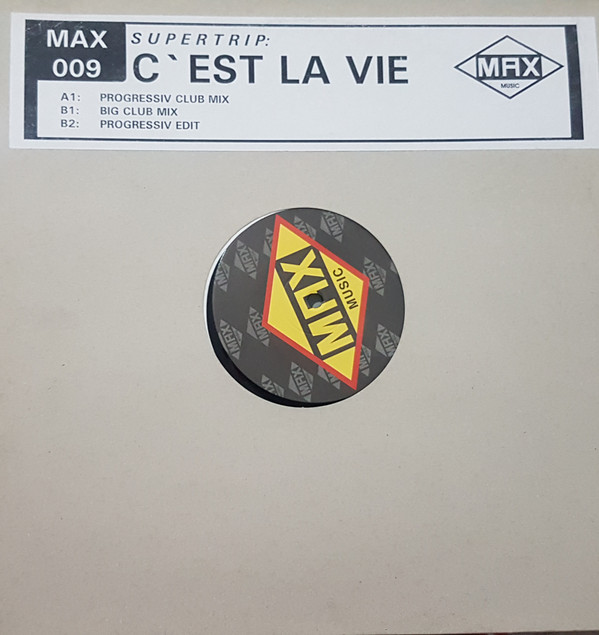 MAX
009
SUPERTRIP:
C`EST LA VIE
A1: PROGRESSIV CLUB MIX
B1: BIG CLUB MIX
B2: PROGRESSIV EDIT
MAX
MUSIC
MAX
MUSIC